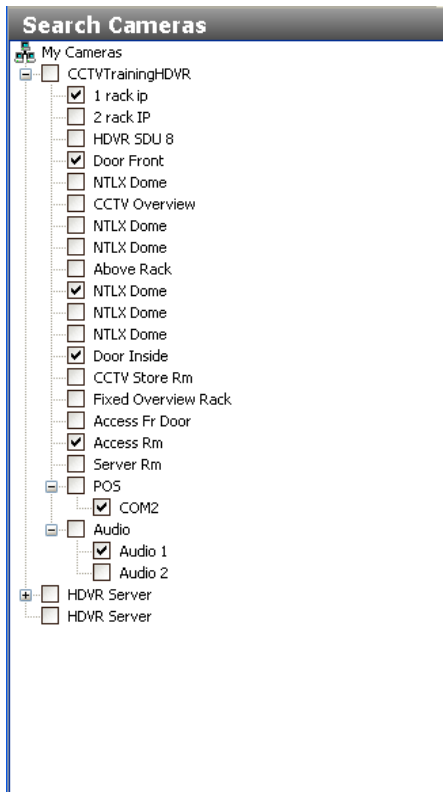 Search Cameras
My Cameras
CCTVTrainingHDVR
1 rack ip
2 rack IP
HDVR SDU 8
Door Front
NTLX Dome
CCTV Overview
NTLX Dome
NTLX Dome
Above Rack
NTLX Dome
NTLX Dome
NTLX Dome
Door Inside
CCTV Store Rm
Fixed Overview Rack
Access Fr Door
Access Rm
Server Rm
POS
COM2
Audio
Audio 1
Audio 2
HDVR Server
HDVR Server